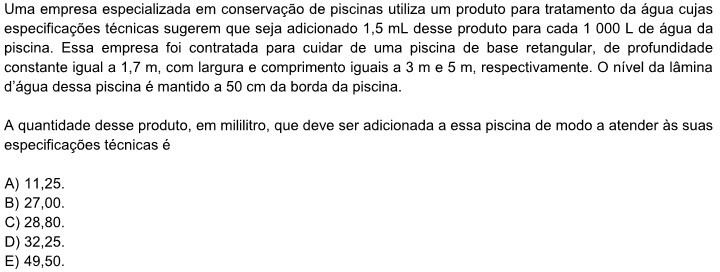 Uma empresa especializada em conservação de piscinas utiliza um produto para tratamento da água cujas
especificações técnicas sugerem que seja adicionado 1,5 mL desse produto para cada 1 000 L de água da
piscina. Essa empresa foi contratada para cuidar de uma piscina de base retangular, de profundidade
constante igual a 1,7 m, com largura e comprimento iguais a 3 m e 5 m, respectivamente. O nível da lâmina
d'água dessa piscina é mantido a 50 cm da borda da piscina.
A quantidade desse produto, em mililitro, que deve ser adicionada a essa piscina de modo a atender às suas
especificações técnicas é
A) 11,25.
B) 27,00.
C) 28,80.
D) 32,25.
E) 49,50.